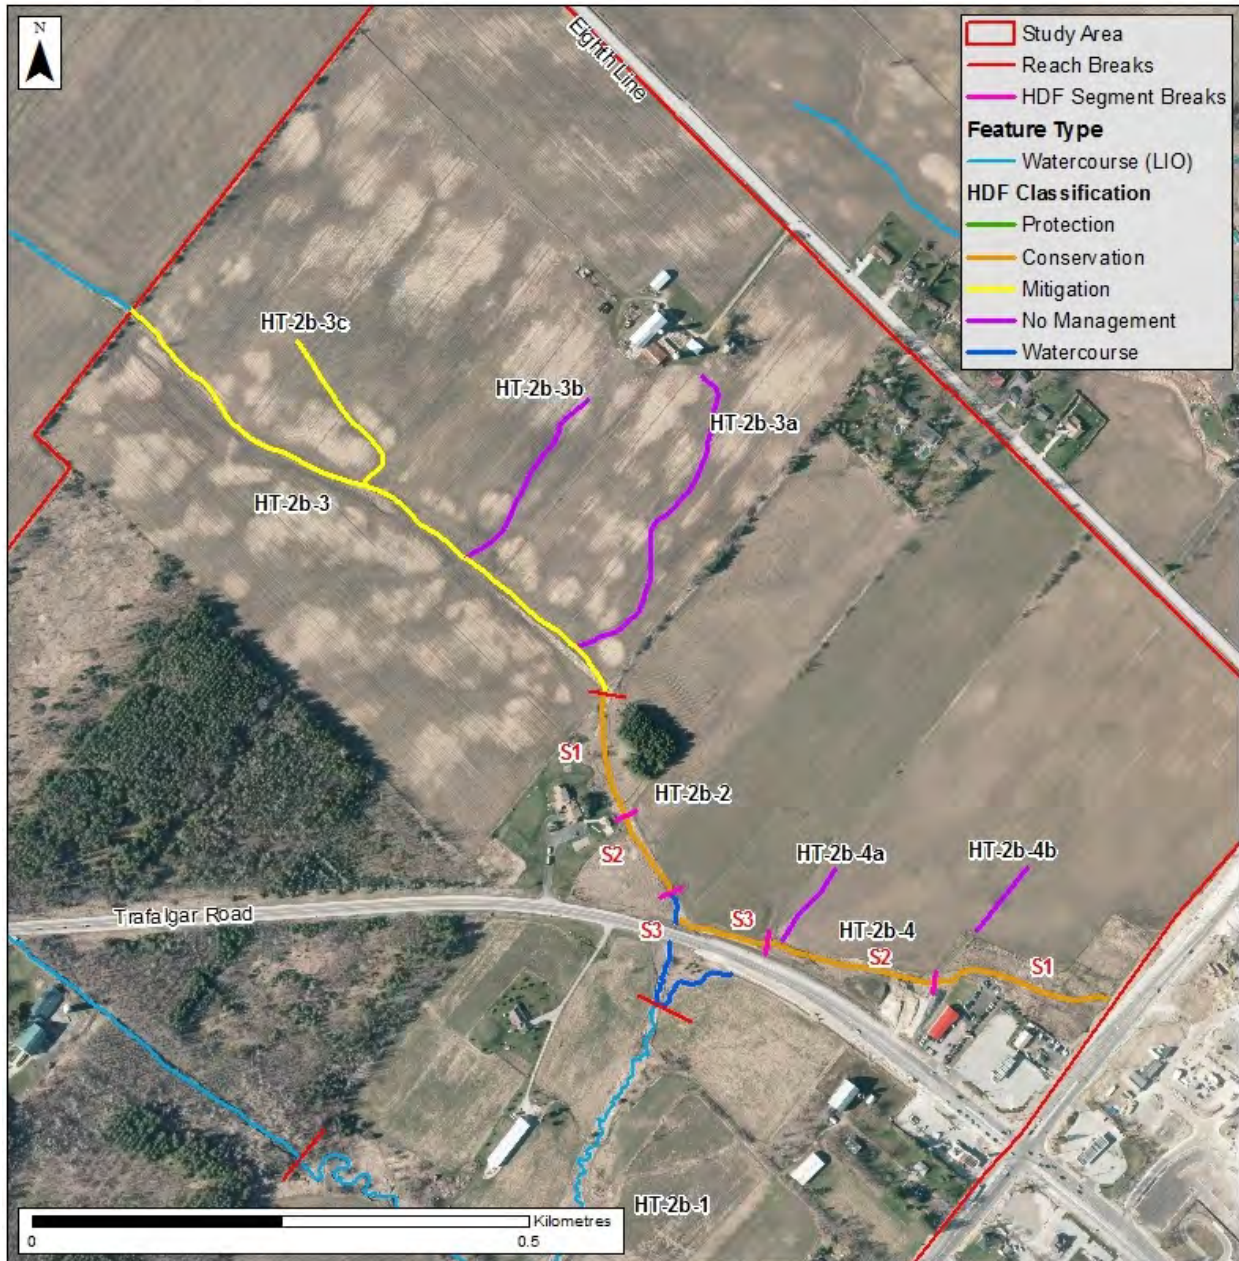 N
Eighth Line
Study Area
Reach Breaks
HDF Segment Breaks
Feature Type
Watercourse (LIO)
HDF Classification
Protection
Conservation
Mitigation
No Management
Watercourse
HT-2b-3c
HT-2b-3b
HT-2b-3a
HT-2b-3
S1
HT-2b-2
S2
HT-2b-4a
HT-2b-4b
Trafalgar Road
S3
S3
HT-2b-4
S2
S1
HT-2b-1
Kilometres
0
0.5